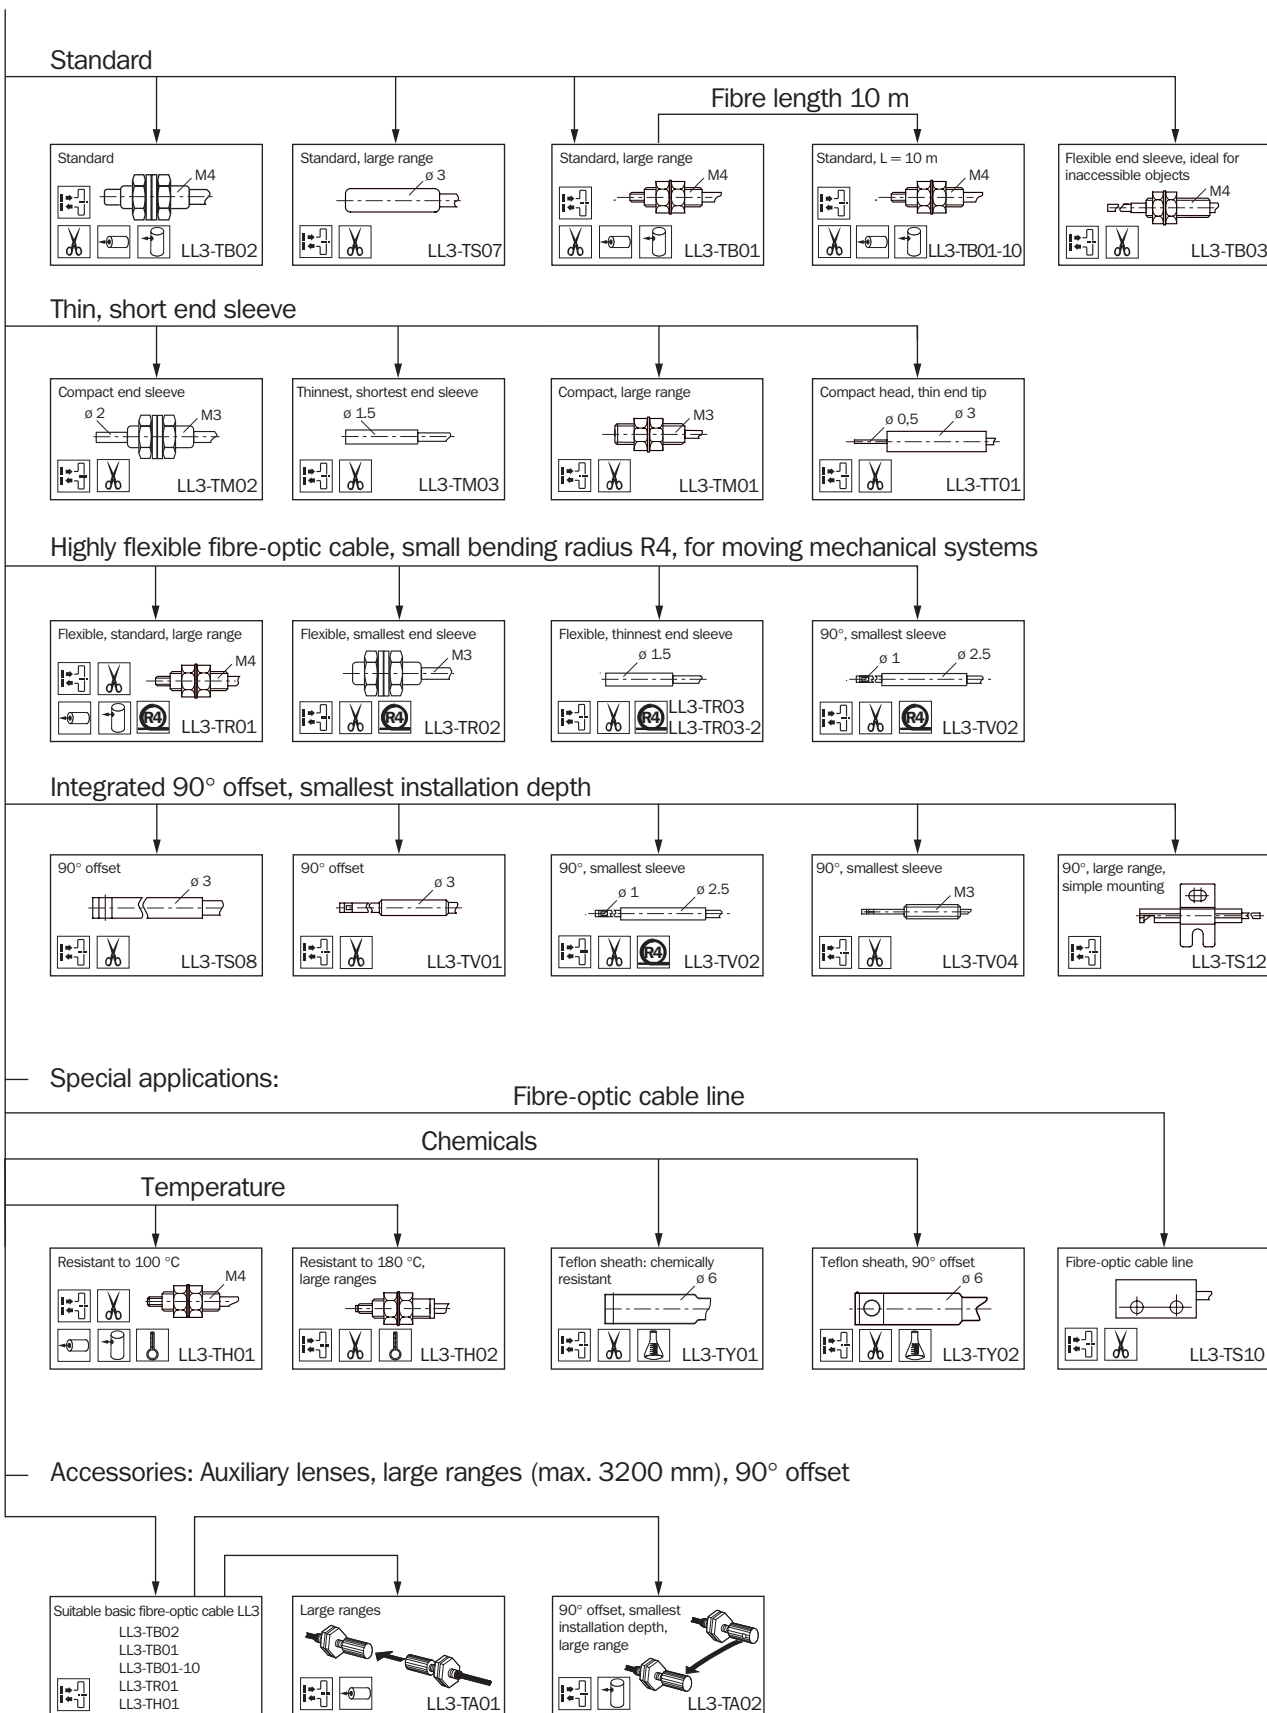 Standard
Fibre length 10 m
Standard
M4
LL3-TB02
Standard, large range
ø 3
LL3-TS07
Standard, large range
M4
LL3-TB01
Standard, L = 10 m
M4
LL3-TB01-10
Flexible end sleeve, ideal for
inaccessible objects
M4
LL3-TB03
Thin, short end sleeve
Compact end sleeve
ø 2
M3
LL3-TM02
Thinnest, shortest end sleeve
ø 1.5
LL3-TM03
Compact, large range
M3
LL3-TM01
Compact head, thin end tip
ø 0,5
ø 3
LL3-TT01
Highly flexible fibre-optic cable, small bending radius R4, for moving mechanical systems
Flexible, standard, large range
M4
R4
LL3-TR01
Flexible, smallest end sleeve
M3
R4
LL3-TR02
Flexible, thinnest end sleeve
ø 1.5
R4
LL3-TR03
LL3-TR03-2
90°, smallest sleeve
ø 1
ø 2.5
R4
LL3-TV02
Integrated 90° offset, smallest installation depth
90° offset
ø 3
LL3-TS08
90° offset
ø 3
LL3-TV01
90°, smallest sleeve
ø 1
ø 2.5
R4
LL3-TV02
90°, smallest sleeve
M3
LL3-TV04
90°, large range,
simple mounting
LL3-TS12
Special applications:
Fibre-optic cable line
Chemicals
Temperature
Resistant to 100 °C
M4
LL3-TH01
Resistant to 180 °C,
large ranges
LL3-TH02
Teflon sheath: chemically
resistant
ø 6
LL3-TY01
Teflon sheath, 90° offset
ø 6
LL3-TY02
Fibre-optic cable line
LL3-TS10
Accessories: Auxiliary lenses, large ranges (max. 3200 mm), 90° offset
Suitable basic fibre-optic cable LL3
LL3-TB02
LL3-TB01
LL3-TB01-10
LL3-TR01
LL3-TH01
Large ranges
LL3-TA01
90° offset, smallest
installation depth,
large range
LL3-TA02